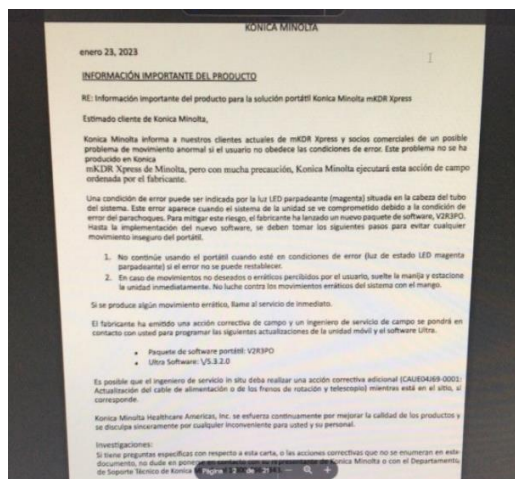 KONICA MINOLTA
enero 23, 2023
INFORMACIÓN IMPORTANTE DEL PRODUCTO
RE: Información importante del producto para la solución portátil Konica Minolta mKDR Xpress
Estimado cliente de Konica Minolta,
Konica Minolta informa a nuestros clientes actuales de mKDR Xpress y socios comerciales de un posible
problema de movimiento anormal si el usuario no obedece las condiciones de error. Este problema no se ha
producido en Konica
mKDR Xpress de Minolta, pero con mucha precaución, Konica Minolta ejecutará esta acción de campo
ordenada por el fabricante.
Una condición de error puede ser indicada por la luz LED parpadeante (magenta) situada en la cabeza del tubo
del sistema. Este error aparece cuando el sistema de la unidad se ve comprometido debido a la condición de
error del parachoques. Para mitigar este riesgo, el fabricante ha lanzado un nuevo paquete de software, V2R3PO.
Hasta la implementación del nuevo software, se deben tomar los siguientes pasos para evitar cualquier
movimiento inseguro del portátil.
1. No continúe usando el portátil cuando esté en condiciones de error (luz de estado LED magenta
parpadeante) si el error no se puede restablecer.
2. En caso de movimientos no deseados o erráticos percibidos por el usuario, suelte la manija y estacione
la unidad inmediatamente. No luche contra los movimientos erráticos del sistema con el mango.
Si se produce algún movimiento errático, llame al servicio de inmediato.
El fabricante ha emitido una acción correctiva de campo y un ingeniero de servicio de campo se pondrá en
contacto con usted para programar las siguientes actualizaciones de la unidad móvil y el software Ultra.
• Paquete de software portátil: V2R3PO
• Ultra Software: V5.3.2.0
Es posible que el ingeniero de servicio in situ deba realizar una acción correctiva adicional
Actualización del cable de alimentación o de los frenos de rotación y telescopio) mientras está en el sitio, si
corresponde.
Konica Minolta Healthcare Americas, Inc. se esfuerza continuamente por mejorar la calidad de los productos y
se disculpa sinceramente por cualquier inconveniente para usted y su personal.
Investigaciones:
Si tiene preguntas específicas con respecto a esta carta, o las acciones correctivas que no se enumeran en este
documento, no dude en ponerse en contacto con su representante de Konica Minolta o con el Departamento
de Soporte Técnico de Konica
Página